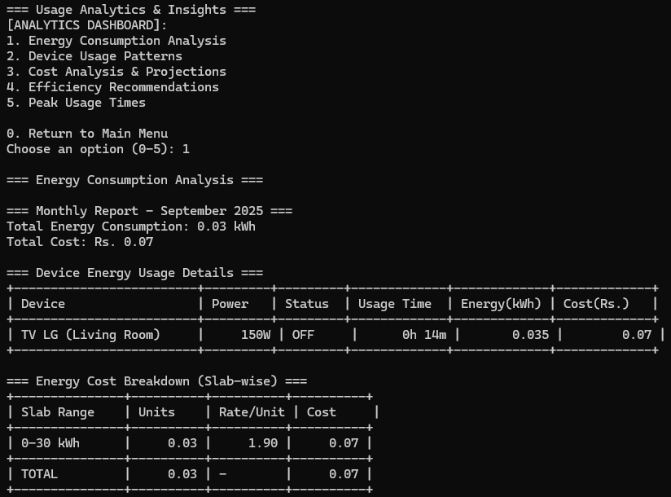 === Usage Analytics & Insights ===
[ANALYTICS DASHBOARD]:
1. Energy Consumption Analysis
2. Device Usage Patterns
3. Cost Analysis & Projections
4. Efficiency Recommendations
5. Peak Usage Times

0. Return to Main Menu
Choose an option (0-5): 1

=== Energy Consumption Analysis ===

=== Monthly Report - September 2025 ===
Total Energy Consumption: 0.03 kWh
Total Cost: Rs. 0.07

=== Device Energy Usage Details ===
+-----------------------+---------+---------+------------+------------+------------+
| Device                | Power   | Status  | Usage Time | Energy(kWh) | Cost(Rs.)  |
+-----------------------+---------+---------+------------+------------+------------+
| TV LG (Living Room)   |    150W | OFF     |     0h 14m |      0.035 |       0.07 |
+-----------------------+---------+---------+------------+------------+------------+

=== Energy Cost Breakdown (Slab-wise) ===
+--------------+---------+---------+---------+
| Slab Range   | Units   | Rate/Unit | Cost     |
+--------------+---------+---------+---------+
| 0-30 kWh     |    0.03 |    1.90 |    0.07 |
+--------------+---------+---------+---------+
| TOTAL        |    0.03 | -       |    0.07 |
+--------------+---------+---------+---------+